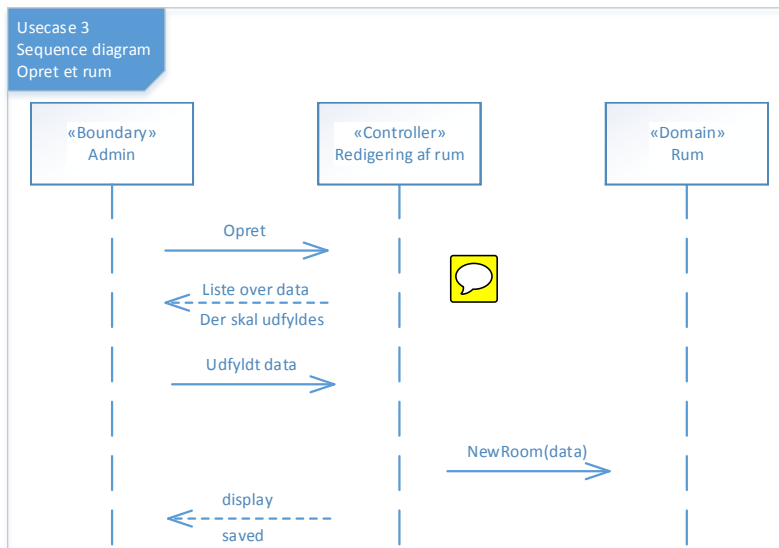 Usecase 3
Sequence diagram
Opret et rum
«Boundary»
Admin
«Controller»
Redigering af rum
«Domain»
Rum
Opret
Liste over data
Der skal udfyldes
Udfyldt data
NewRoom(data)
display
saved